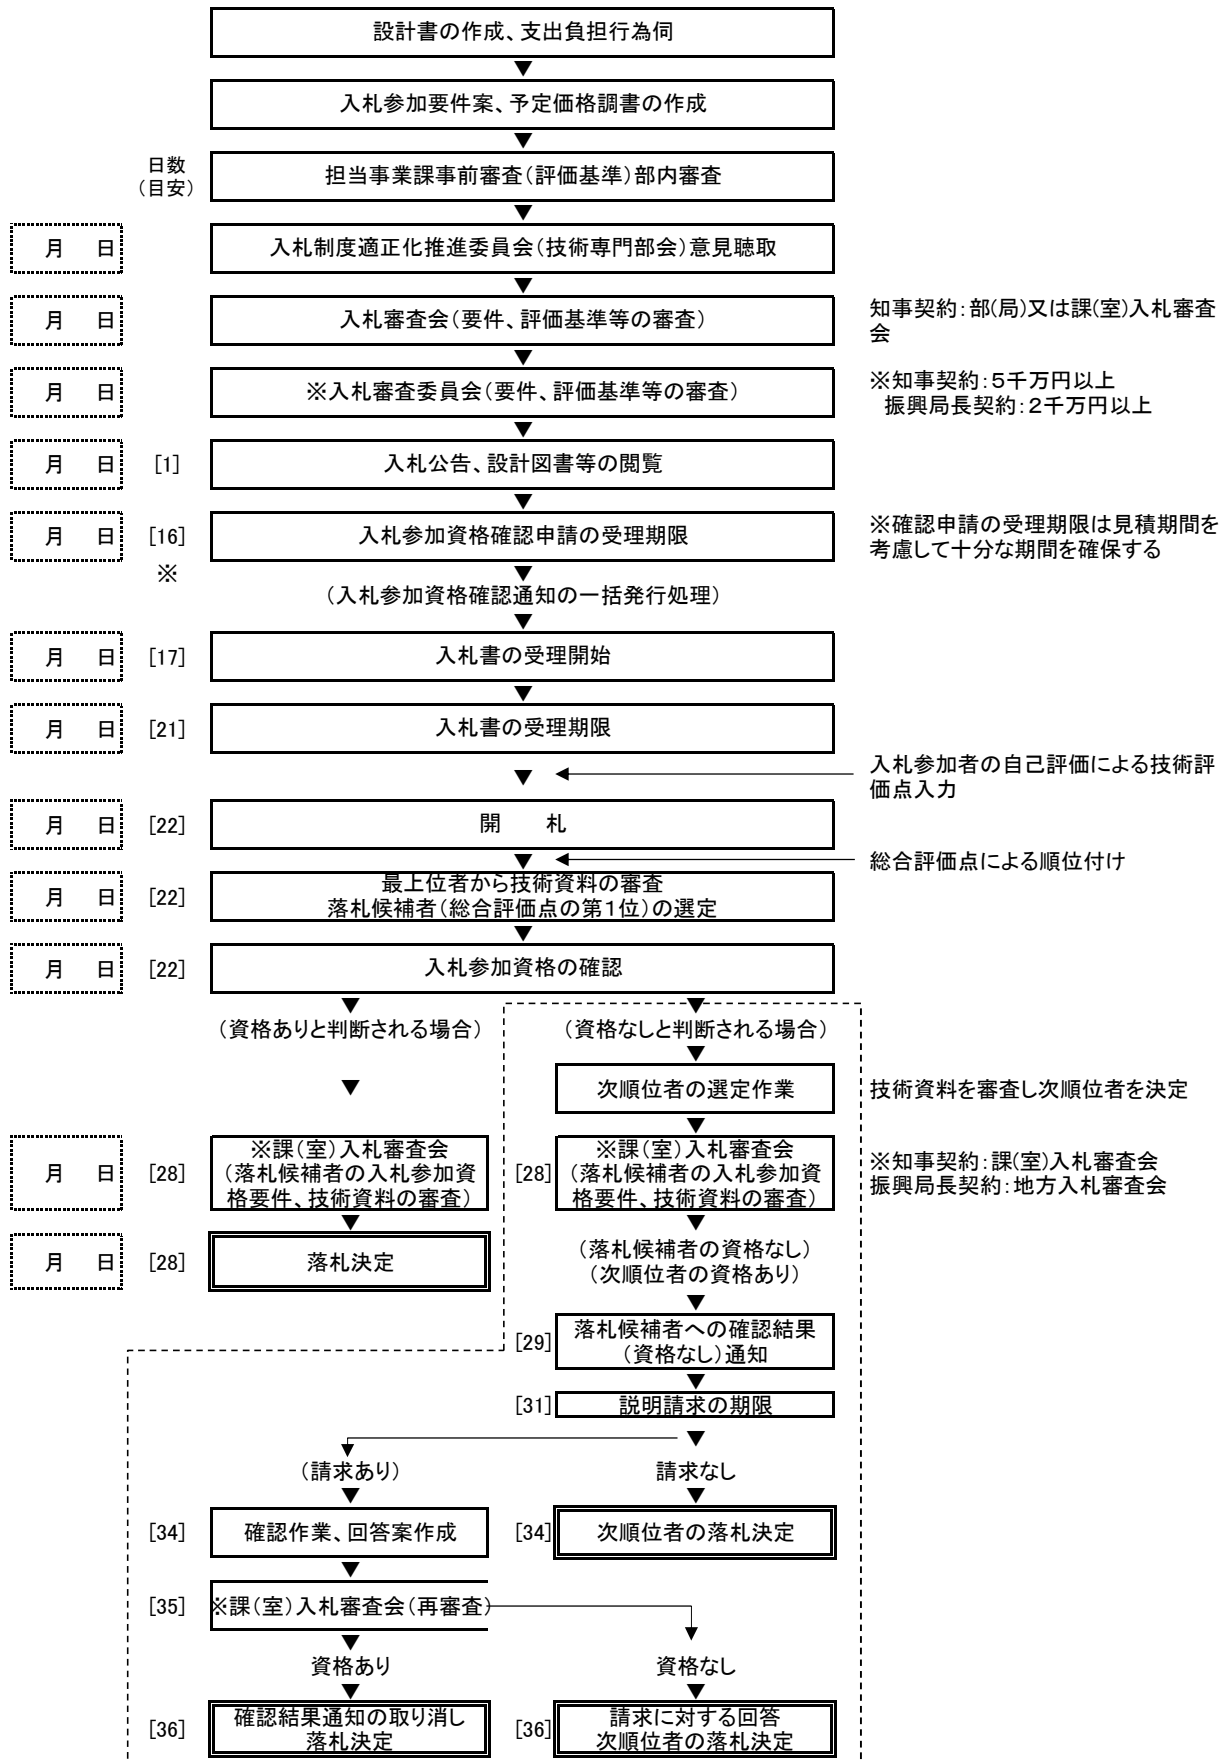 設計書の作成、支出負担行為伺
▼
入札参加要件案、予定価格調書の作成
▼
日数
（目安）
担当事業課事前審査（評価基準）部内審査
▼
月　日
入札制度適正化推進委員会（技術専門部会）意見聴取
▼
月　日
入札審査会（要件、評価基準等の審査）
知事契約：部(局)又は課(室)入札審査
会
▼
月　日
※入札審査委員会（要件、評価基準等の審査）
※知事契約：５千万円以上
振興局長契約：２千万円以上
▼
月　日
[1]
入札公告、設計図書等の閲覧
▼
月　日
[16]
※
入札参加資格確認申請の受理期限
※確認申請の受理期限は見積期間を
考慮して十分な期間を確保する
▼
（入札参加資格確認通知の一括発行処理）
▼
月　日
[17]
入札書の受理開始
▼
月　日
[21]
入札書の受理期限
▼
入札参加者の自己評価による技術評
価点入力
月　日
[22]
開　　札
▼
総合評価点による順位付け
月　日
[22]
最上位者から技術資料の審査
落札候補者（総合評価点の第１位）の選定
▼
月　日
[22]
入札参加資格の確認
▼　▼
（資格ありと判断される場合）
（資格なしと判断される場合）
▼
▼
次順位者の選定作業
技術資料を審査し次順位者を決定
▼
月　日
[28]
※課（室）入札審査会
（落札候補者の入札参加資
格要件、技術資料の審査）
[28]
※課（室）入札審査会
（落札候補者の入札参加資
格要件、技術資料の審査）
※知事契約：課(室)入札審査会
振興局長契約：地方入札審査会
▼　▼
月　日
[28]
落札決定
（落札候補者の資格なし）
（次順位者の資格あり）
▼
[29]
落札候補者への確認結果
（資格なし）通知
▼
[31]
説明請求の期限
▼
（請求あり）
請求なし
▼　▼
[34]
確認作業、回答案作成
[34]
次順位者の落札決定
▼
[35]
※課（室）入札審査会（再審査）
▼
資格あり
資格なし
▼　▼
[36]
確認結果通知の取り消し
落札決定
[36]
請求に対する回答
次順位者の落札決定